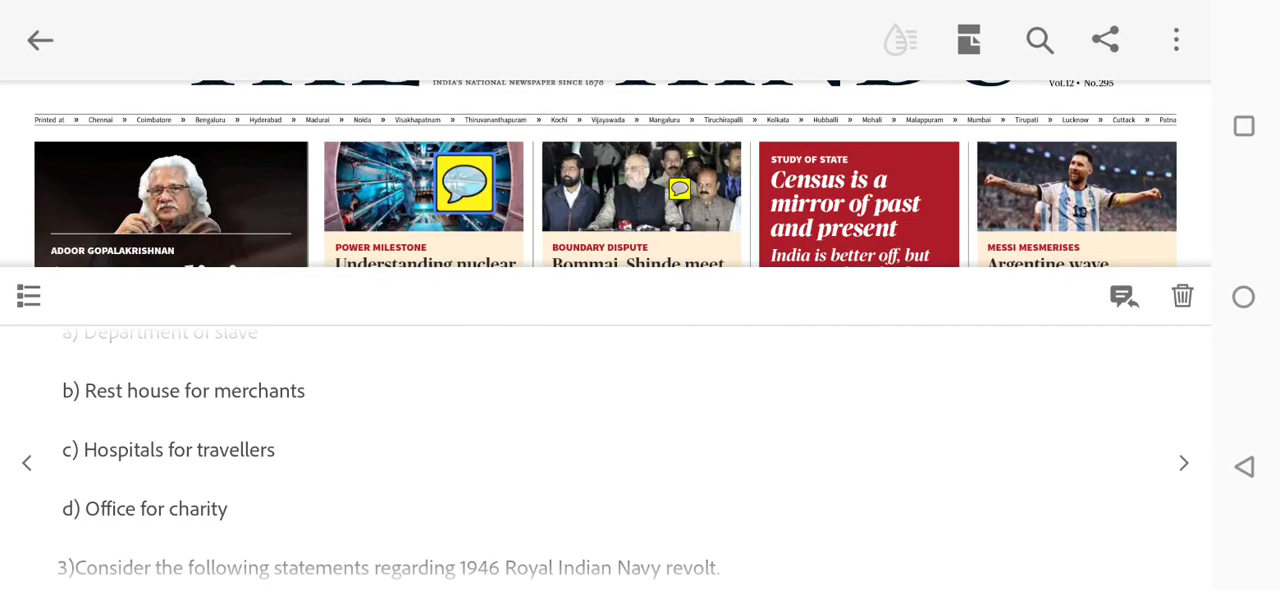 INDIA'S NATIONAL NEWSPAPER SINCE 1878
Vol.12 • No.295
Printed at » Chennai » Coimbatore » Bengaluru » Hyderabad » Madurai » Noida » Visakhapatnam » Thiruvananthapuram » Kochi » Vijayawada » Mangaluru » Tiruchirapalli » Kolkata » Hubballi » Mohali » Malappuram » Mumbai » Tirupati » Lucknow » Cuttack » Patna
ADOOR GOPALAKRISHNAN
POWER MILESTONE
Understanding nuclear
BOUNDARY DISPUTE
Bommai, Shinde meet
STUDY OF STATE
Census is a
mirror of past
and present
India is better off, but
MESSI MESMERISES
Argentine wave
10
a) Department of slave
b) Rest house for merchants
c) Hospitals for travellers
d) Office for charity
3)Consider the following statements regarding 1946 Royal Indian Navy revolt.